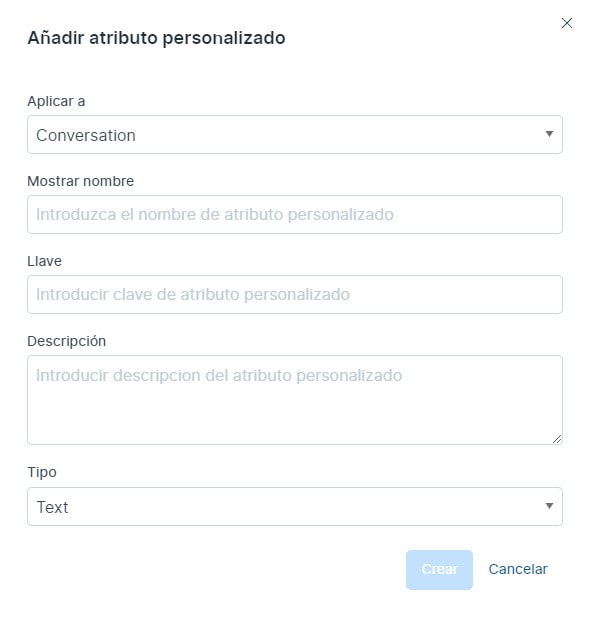 Añadir atributo personalizado
Aplicar a
Conversation
Mostrar nombre
Introduzca el nombre de atributo personalizado
Llave
Introducir clave de atributo personalizado
Descripción
Introducir descripcion del atributo personalizado
Tipo
Text
Crear Cancelar